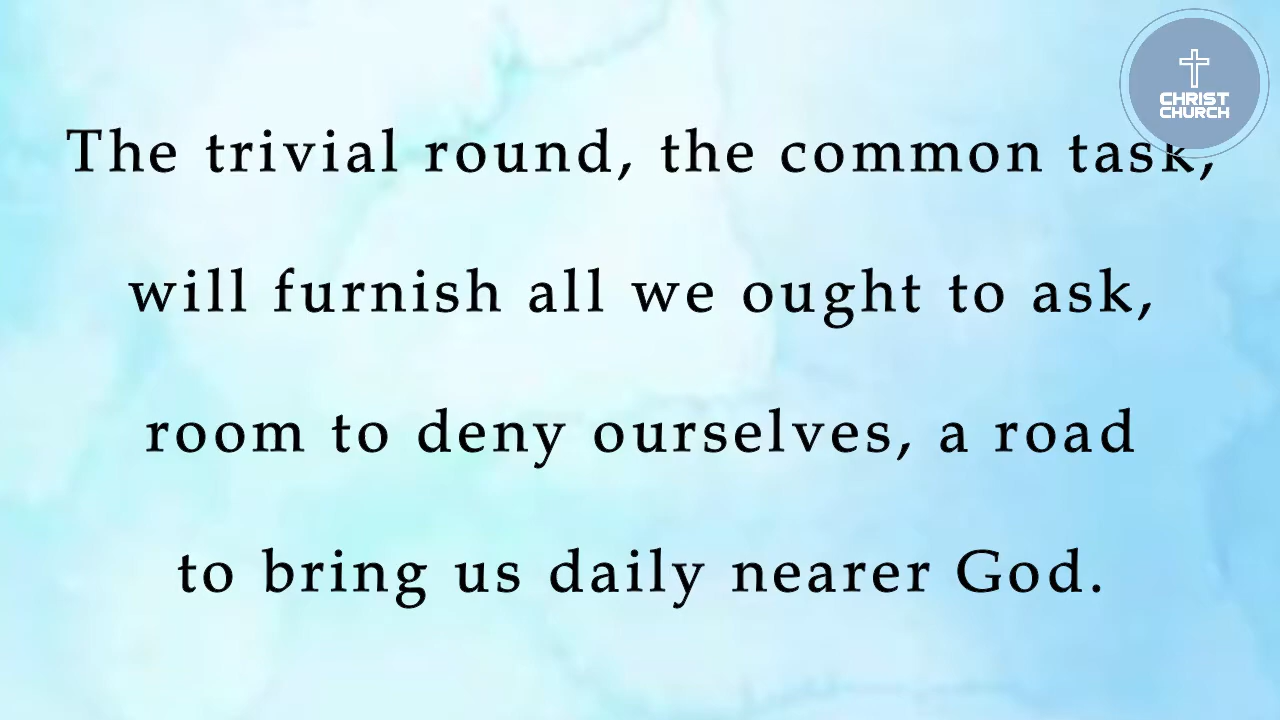 CHRIST
CHURCH
The trivial round, the common task,
will furnish all we ought to ask,
room to deny ourselves, a road
to bring us daily nearer God.